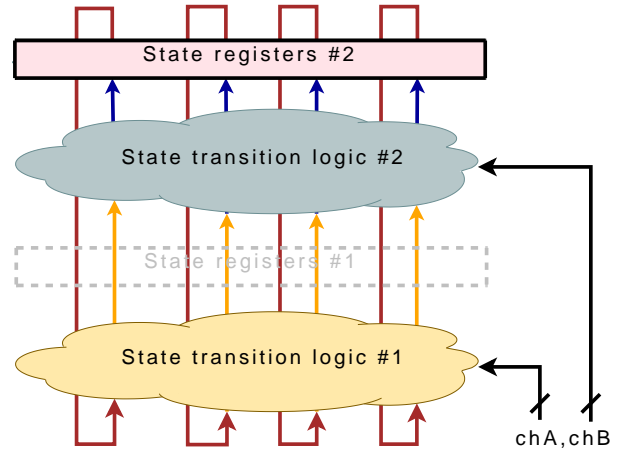 State registers #2
State transition logic #2
State registers #1
State transition logic #1
chA,chB